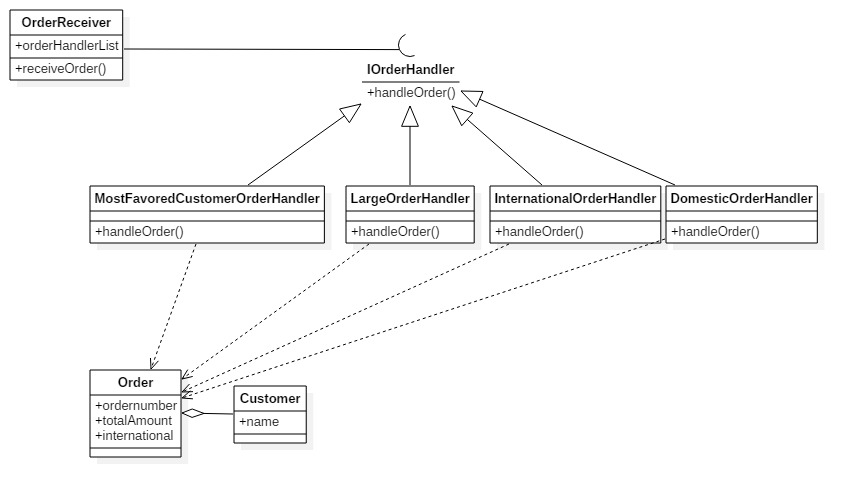 OrderReceiver
+orderHandlerList
+receiveOrder()
IOrderHandler
+handleOrder()
MostFavoredCustomerOrderHandler
+handleOrder()
LargeOrderHandler
+handleOrder()
InternationalOrderHandler
+handleOrder()
DomesticOrderHandler
+handleOrder()
Order
+ordernumber
+totalAmount
+international
Customer
+name